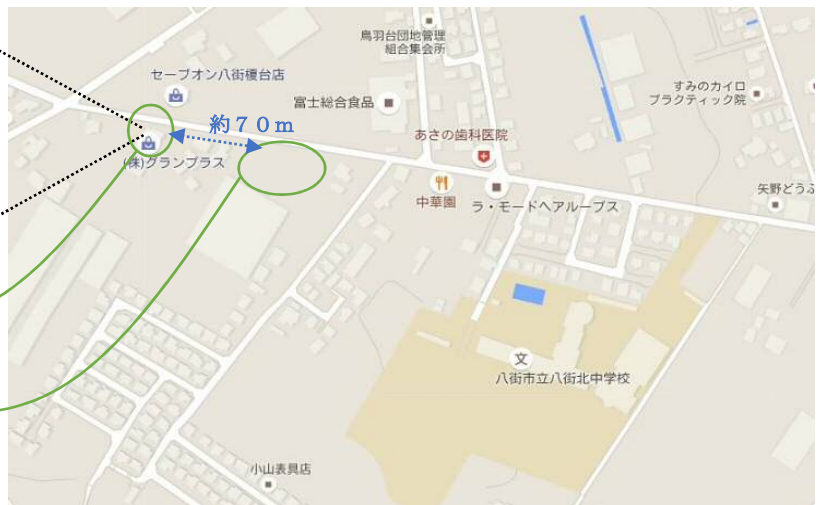 鳥羽台団地管理
組合集会所
セーブオン八街榎台店
富士総合食品
すみのカイロ
プラクティック院
約70m
あさの歯科医院
(株)グランプラス
中華園
ラ・モードヘアループス
矢野どうぶ
文
八街市立八街北中学校
小山表具店